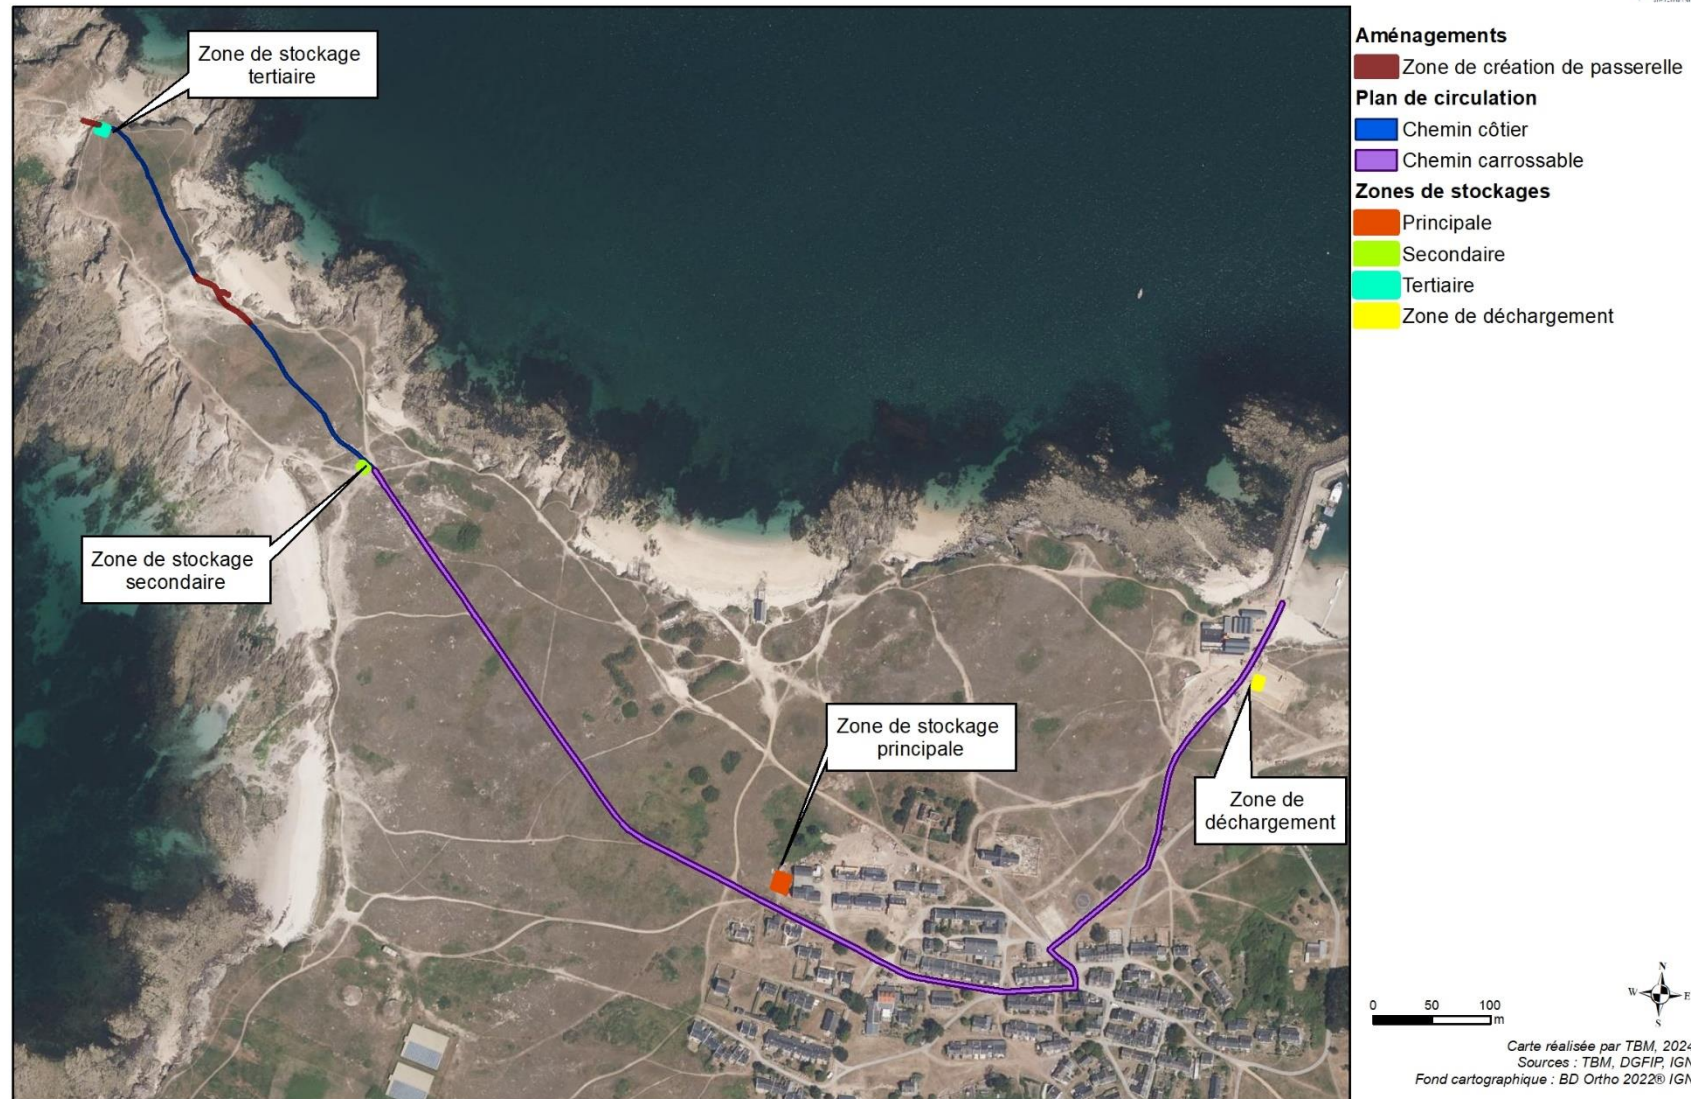 Zone de stockage
tertiaire
Zone de stockage
secondaire
Zone de stockage
principale
Zone de
déchargement
Aménagements
Zone de création de passerelle
Plan de circulation
Chemin côtier
Chemin carrossable
Zones de stockages
Principale
Secondaire
Tertiaire
Zone de déchargement
N
W E
S
0 50 100
m
Carte réalisée par TBM, 2024
Sources : TBM, DGFIP, IGN
Fond cartographique : BD Ortho 2022® IGN